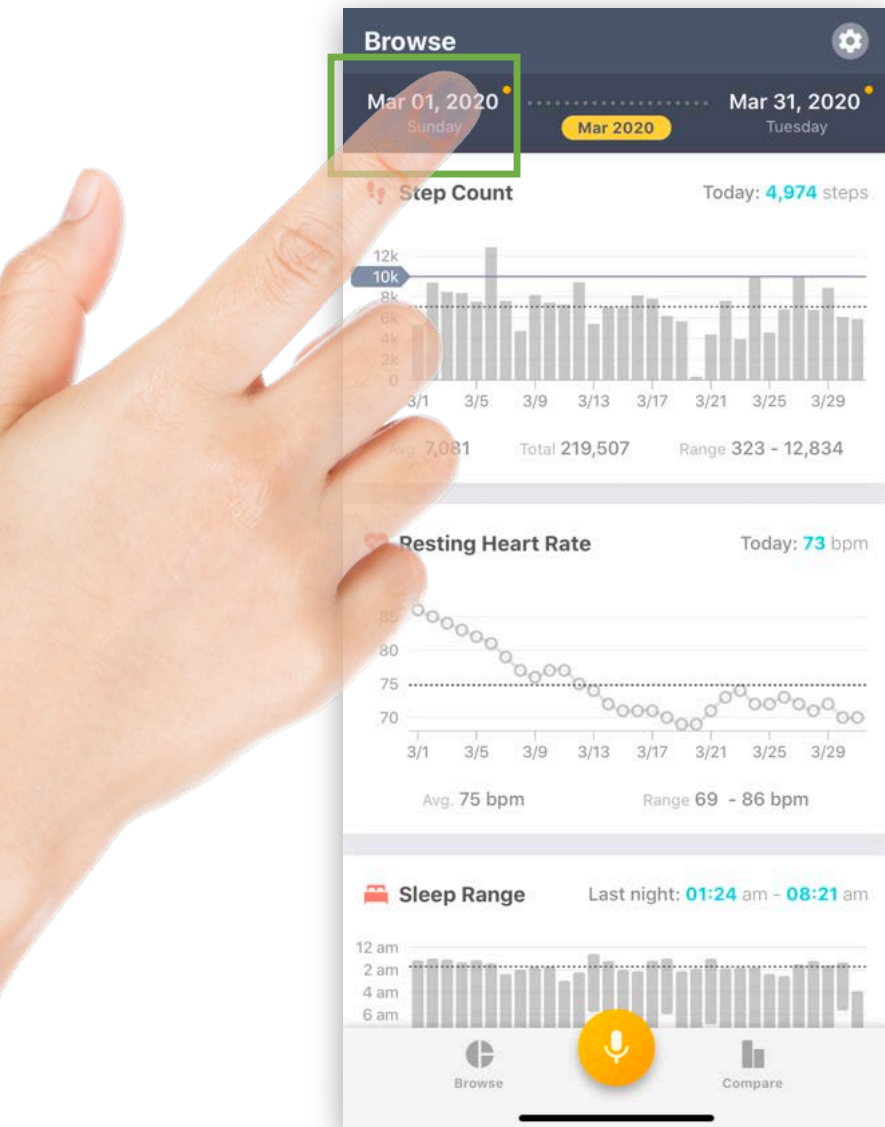 Browse
Mar 01, 2020 Mar 31, 2020
Sunday Mar 2020 Tuesday
Step Count Today: 4,974 steps
12k
10k
8k
6k
4k
2k
0
3/1 3/5 3/9 3/13 3/17 3/21 3/25 3/29
Avg. 7,081 Total 219,507 Range 323 - 12,834
Resting Heart Rate Today: 73 bpm
85
80
75
70
3/1 3/5 3/9 3/13 3/17 3/21 3/25 3/29
Avg. 75 bpm Range 69 - 86 bpm
Sleep Range Last night: 01:24 am - 08:21 am
12 am
2 am
4 am
6 am
Browse Compare